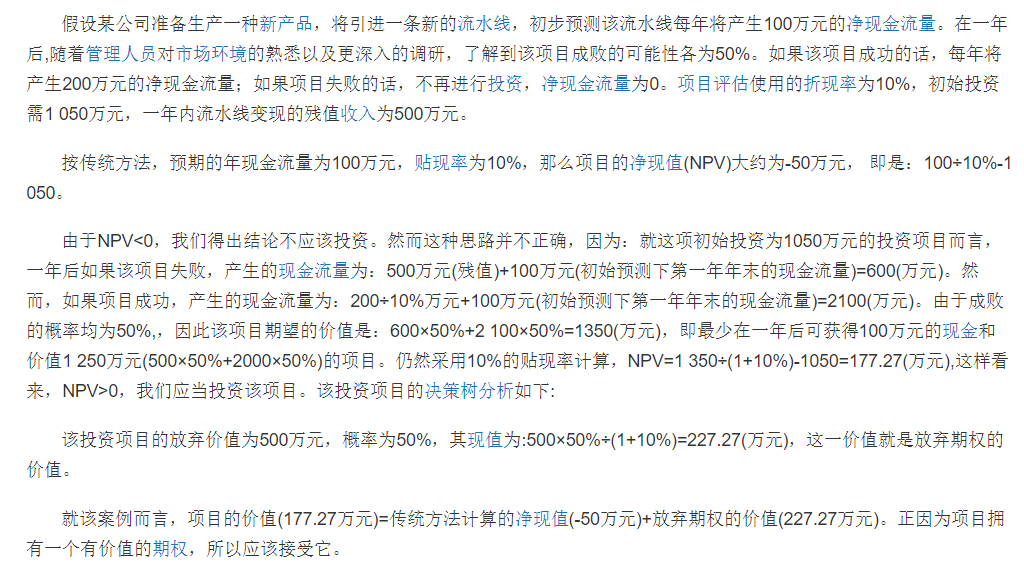 假设某公司准备生产一种新产品，将引进一条新的流水线，初步预测该流水线每年将产生100万元的净现金流量。在一年
后,随着管理人员对市场环境的熟悉以及更深入的调研，了解到该项目成败的可能性各为50%。如果该项目成功的话，每年将
产生200万元的净现金流量；如果项目失败的话，不再进行投资，净现金流量为0。项目评估使用的折现率为10%，初始投资
需1 050万元，一年内流水线变现的残值收入为500万元。
按传统方法，预期的年现金流量为100万元，贴现率为10%，那么项目的净现值(NPV)大约为-50万元， 即是：100÷10%-1
050。
由于NPV<0，我们得出结论不应该投资。然而这种思路并不正确，因为：就这项初始投资为1050万元的投资项目而言，
一年后如果该项目失败，产生的现金流量为：500万元(残值)+100万元(初始预测下第一年年末的现金流量)=600(万元)。然
而，如果项目成功，产生的现金流量为：200÷10%万元+100万元(初始预测下第一年年末的现金流量)=2100(万元)。由于成败
的概率均为50%,，因此该项目期望的价值是：600×50%+2 100×50%=1350(万元)，即最少在一年后可获得100万元的现金和
价值1 250万元(500×50%+2000×50%)的项目。仍然采用10%的贴现率计算，NPV=1 350÷(1+10%)-1050=177.27(万元),这样看
来，NPV>0，我们应当投资该项目。该投资项目的决策树分析如下:
该投资项目的放弃价值为500万元，概率为50%，其现值为:500×50%÷(1+10%)=227.27(万元)，这一价值就是放弃期权的
价值。
就该案例而言，项目的价值(177.27万元)=传统方法计算的净现值(-50万元)+放弃期权的价值(227.27万元)。正因为项目拥
有一个有价值的期权，所以应该接受它。